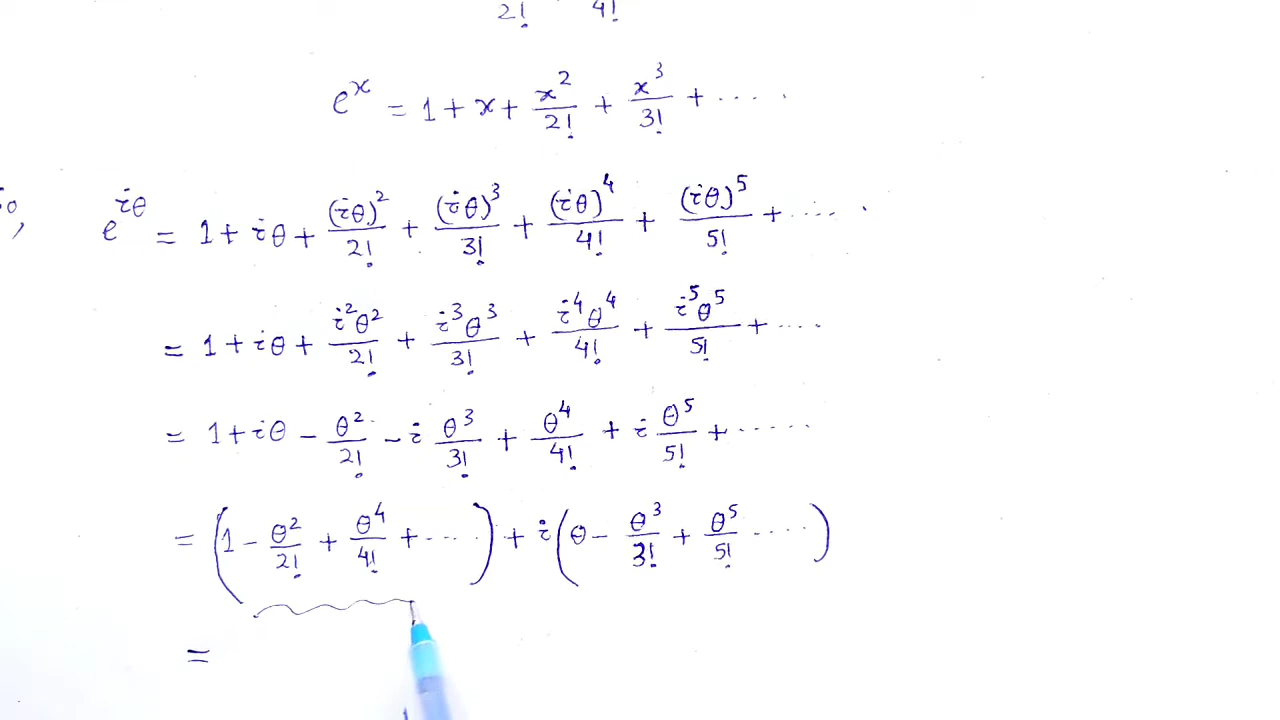 2! 4!
e^x = 1 + x + x^2/2! + x^3/3! + ....
, e^iθ = 1 + iθ + (iθ)^2/2! + (iθ)^3/3! + (iθ)^4/4! + (iθ)^5/5! + .....
= 1 + iθ + i^2θ^2/2! + i^3θ^3/3! + i^4θ^4/4! + i^5θ^5/5! + ....
= 1 + iθ - θ^2/2! - i θ^3/3! + θ^4/4! + i θ^5/5! + .....
= (1 - θ^2/2! + θ^4/4! + ....) + i(θ - θ^3/3! + θ^5/5! ....)
=